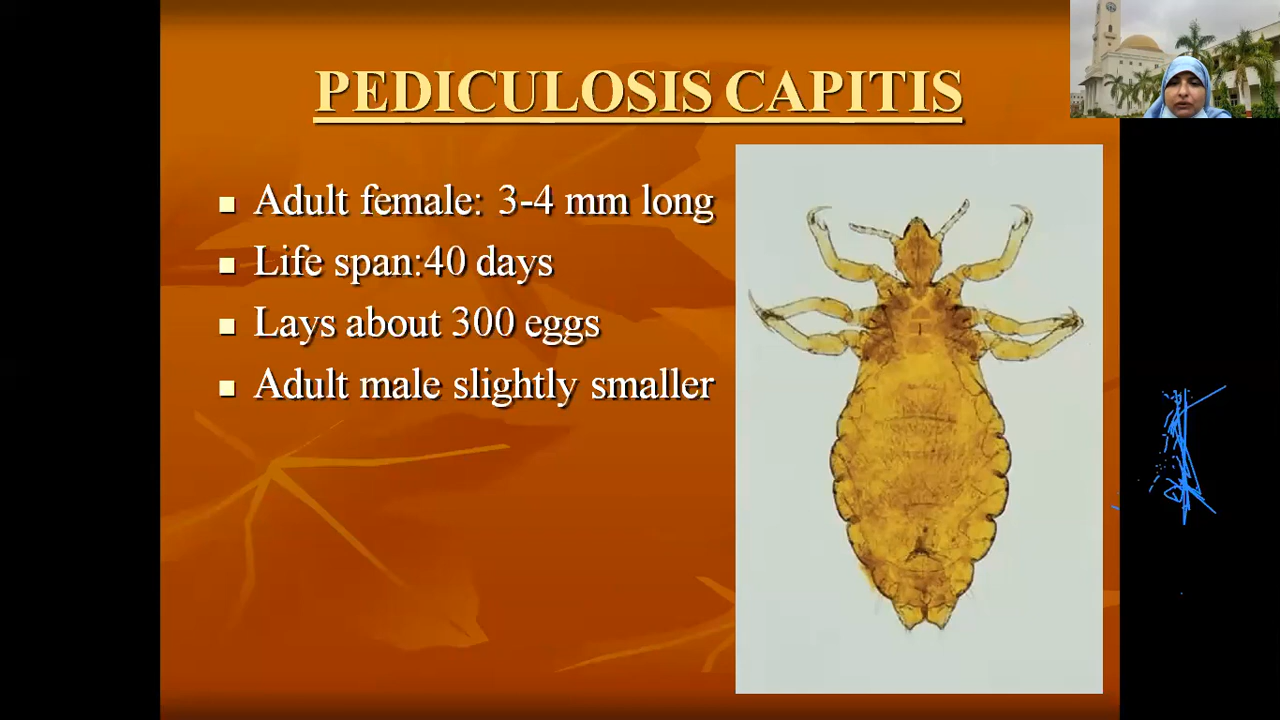 PEDICULOSIS CAPITIS
Adult female: 3-4 mm long
Life span:40 days
Lays about 300 eggs
Adult male slightly smaller